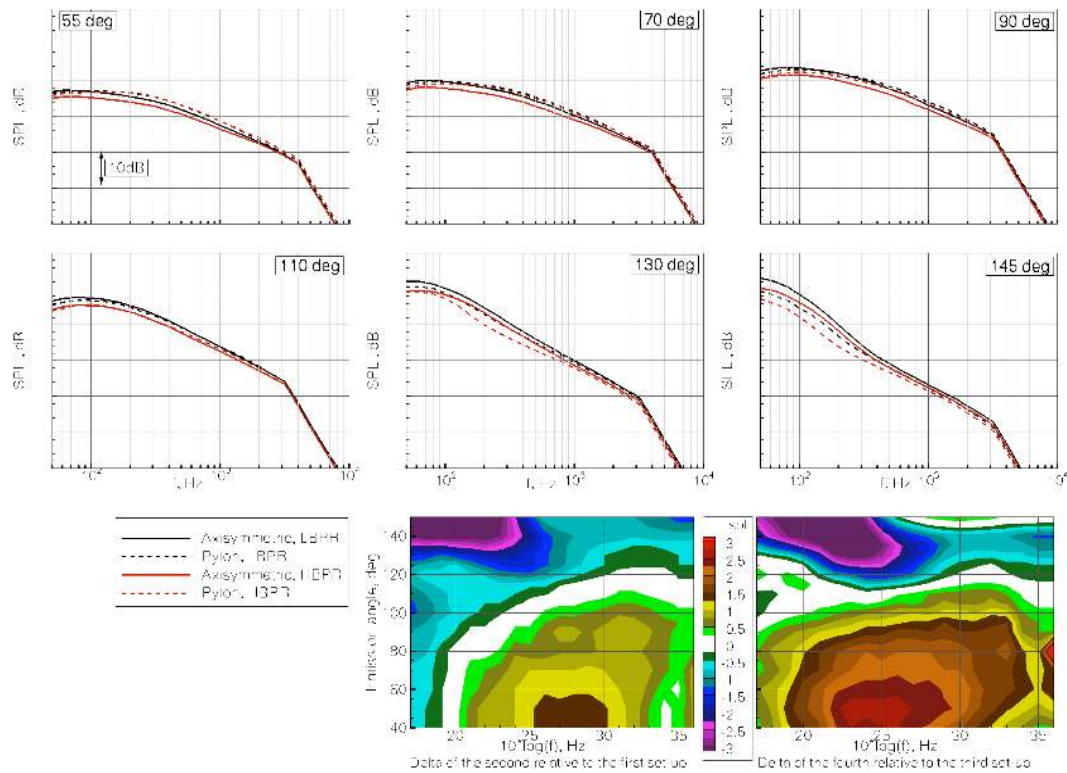 55 deg
70 deg
90 deg
SPL, dB
10dB
110 deg
130 deg
145 deg
SPL, dB
10²
10³
10⁴
f, Hz
10²
10³
10⁴
f, Hz
10²
10³
10⁴
f, Hz
Axisymmetric, LBPR
Pylon, LBPR
Axisymmetric, HBPR
Pylon, HBPR
Emission angle, deg
140
120
100
80
60
40
20
25
30
35
10*log(f), Hz
spl
3
2.5
2
1.5
1
0.5
-0.5
-1
-1.5
-2
-2.5
-3
20
25
30
35
10*log(f), Hz
Delta of the second relative to the first set up
Delta of the fourth relative to the third set up